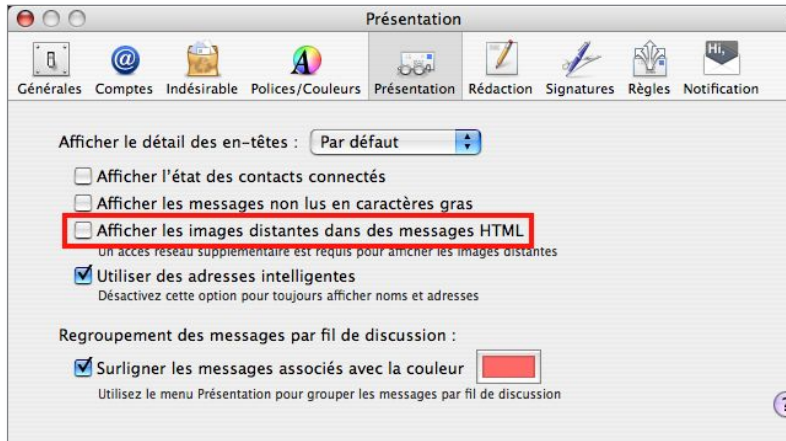 Présentation
Hi,
@
A
Générales Comptes Indésirable Polices/Couleurs Présentation Rédaction Signatures Règles Notification
Afficher le détail des en-têtes : Par défaut
Afficher l'état des contacts connectés
Afficher les messages non lus en caractères gras
Afficher les images distantes dans des messages HTML
Un accès réseau supplémentaire est requis pour afficher les images distantes
Utiliser des adresses intelligentes
Désactivez cette option pour toujours afficher noms et adresses
Regroupement des messages par fil de discussion :
Surligner les messages associés avec la couleur
Utilisez le menu Présentation pour grouper les messages par fil de discussion
?